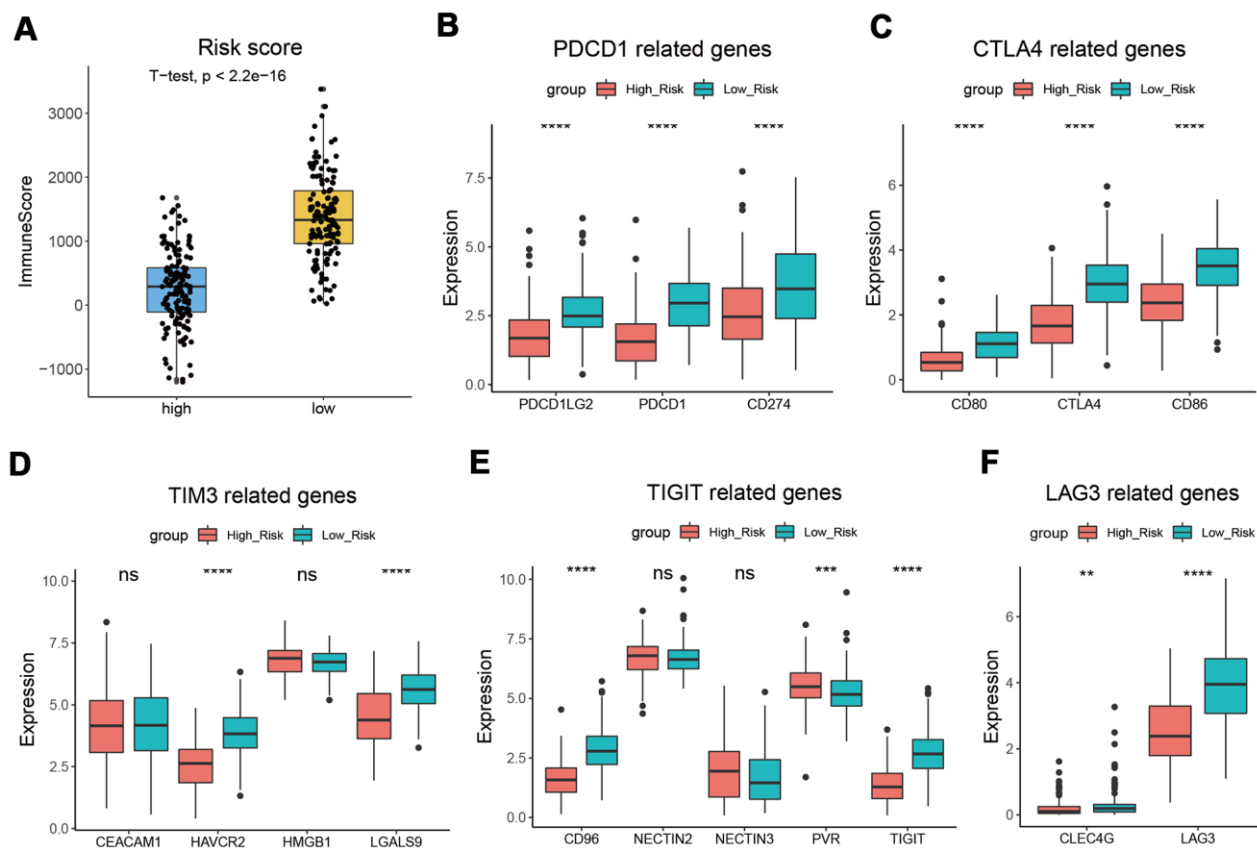 A
Risk score
T-test, p < 2.2e-16
ImmuneScore
3000
2000
1000
0
-1000
high low
B
PDCD1 related genes
group High_Risk Low_Risk
**** **** ****
Expression
7.5
5.0
2.5
0.0
PDCD1LG2 PDCD1 CD274
C
CTLA4 related genes
group High_Risk Low_Risk
**** **** ****
Expression
6
4
2
0
CD80 CTLA4 CD86
D
TIM3 related genes
group High_Risk Low_Risk
ns **** ns ****
Expression
10.0
7.5
5.0
2.5
0.0
CEACAM1 HAVCR2 HMGB1 LGALS9
E
TIGIT related genes
group High_Risk Low_Risk
**** ns ns *** ****
Expression
10.0
7.5
5.0
2.5
0.0
CD96 NECTIN2 NECTIN3 PVR TIGIT
F
LAG3 related genes
group High_Risk Low_Risk
** ****
Expression
6
4
2
0
CLEC4G LAG3